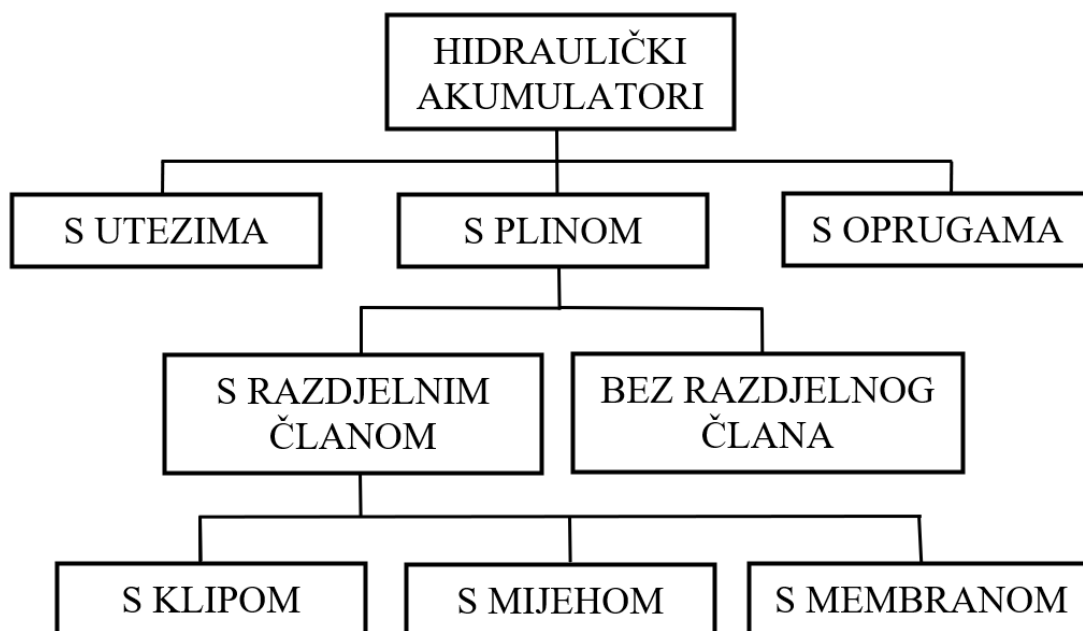 HIDRAULIČKI
AKUMULATORI
S UTEZIMA
S PLINOM
S OPRUGAMA
S RAZDJELNIM
ČLANOM
BEZ RAZDJELNOG
ČLANA
S KLIPOM
S MIJEHOM
S MEMBRANOM